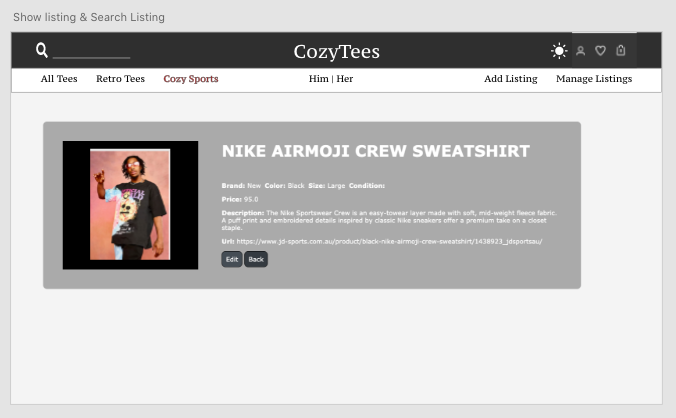 Show listing & Search Listing
CozyTees
All Tees Retro Tees Cozy Sports Him | Her Add Listing Manage Listings
NIKE AIRMOJI CREW SWEATSHIRT
Brand: New Color: Black Size: Large Condition:
Price: 95.0
Description: The Nike Sportswear Crew is an easy-towear layer made with soft, mid-weight fleece fabric.
A puff print and embroidered details inspired by classic Nike sneakers offer a premium take on a closet
staple.
Url: https://www.jd-sports.com.au/product/black-nike-airmoji-crew-sweatshirt/1438923_jdsportsau/
Edit Back